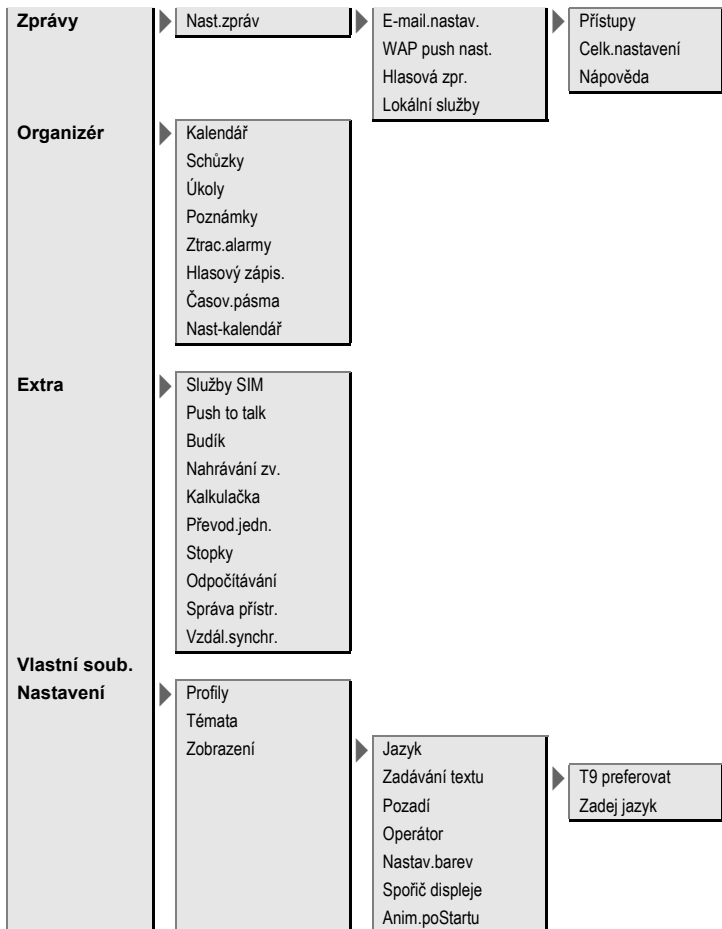 Zprávy
Nast.zpráv
E-mail.nastav.
Přístupy
WAP push nast.
Celk.nastavení
Hlasová zpr.
Nápověda
Lokální služby
Organizér
Kalendář
Schůzky
Úkoly
Poznámky
Ztrac.alarmy
Hlasový zápis.
Časov.pásma
Nast-kalendář
Extra
Služby SIM
Push to talk
Budík
Nahrávání zv.
Kalkulačka
Převod.jedn.
Stopky
Odpočítávání
Správa přístr.
Vzdál.synchr.
Vlastní soub.
Nastavení
Profily
Témata
Zobrazení
Jazyk
Zadávání textu
T9 preferovat
Pozadí
Zadej jazyk
Operátor
Nastav.barev
Spořič displeje
Anim.poStartu